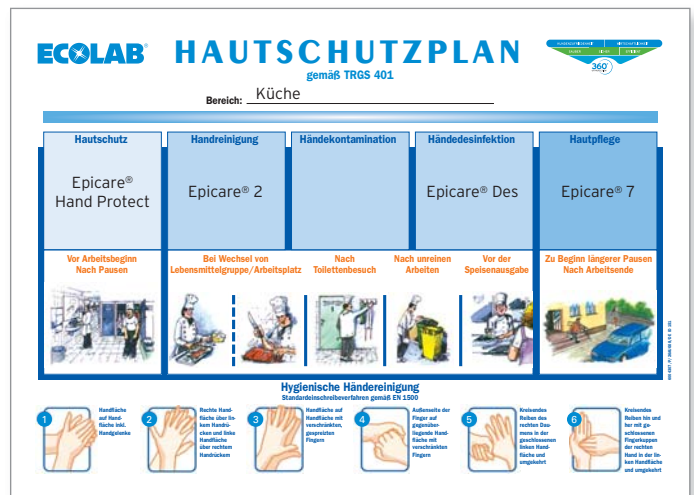 ECOLAB®
HAUTSCHUTZPLAN
gemäß TRGS 401
360°
Bereich: Küche
Hautschutz
Handreinigung
Händekontamination
Händedesinfektion
Hautpflege
Epicare®
Hand Protect
Epicare® 2
Epicare® Des
Epicare® 7
Vor Arbeitsbeginn
Nach Pausen
Bei Wechsel von
Lebensmittelgruppe/Arbeitsplatz
Nach
Toilettenbesuch
Nach unreinen
Arbeiten
Vor der
Speisenausgabe
Zu Beginn längerer Pausen
Nach Arbeitsende
Hygienische Händereinigung
Standardeinschreibeverfahren gemäß EN 1500
1
Handfläche
auf Hand-
fläche inkl.
Handgelenke
2
Rechte Hand-
fläche über lin-
kem Handrü-
cken und linke
Handfläche
über rechtem
Handrücken
3
Handfläche auf
Handfläche mit
verschränkten,
gespreizten
Fingern
4
Außenseite der
Finger auf
gegenüber-
liegende Hand-
fläche mit
verschränkten
Fingern
5
Kreisendes
Reiben des
rechten Dau-
mens in der
geschlossenen
linken Hand-
fläche und
umgekehrt
6
Kreisendes
Reiben hin und
her mit ge-
schlossenen
Fingerkuppen
der rechten
Hand in der lin-
ken Handfläche
und umgekehrt